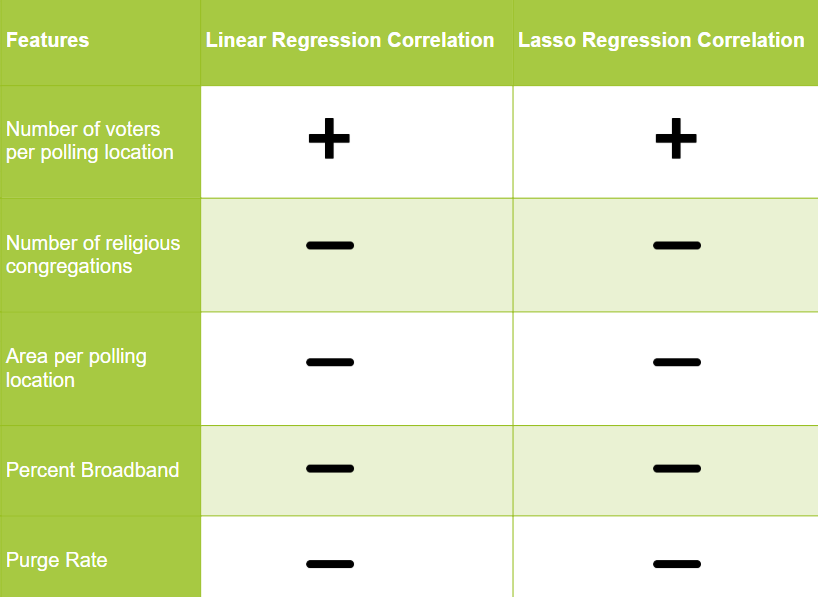 Features
Linear Regression Correlation
Lasso Regression Correlation
Number of voters
per polling location
+
+
Number of religious
congregations
–
–
Area per polling
location
–
–
Percent Broadband
–
–
Purge Rate
–
–